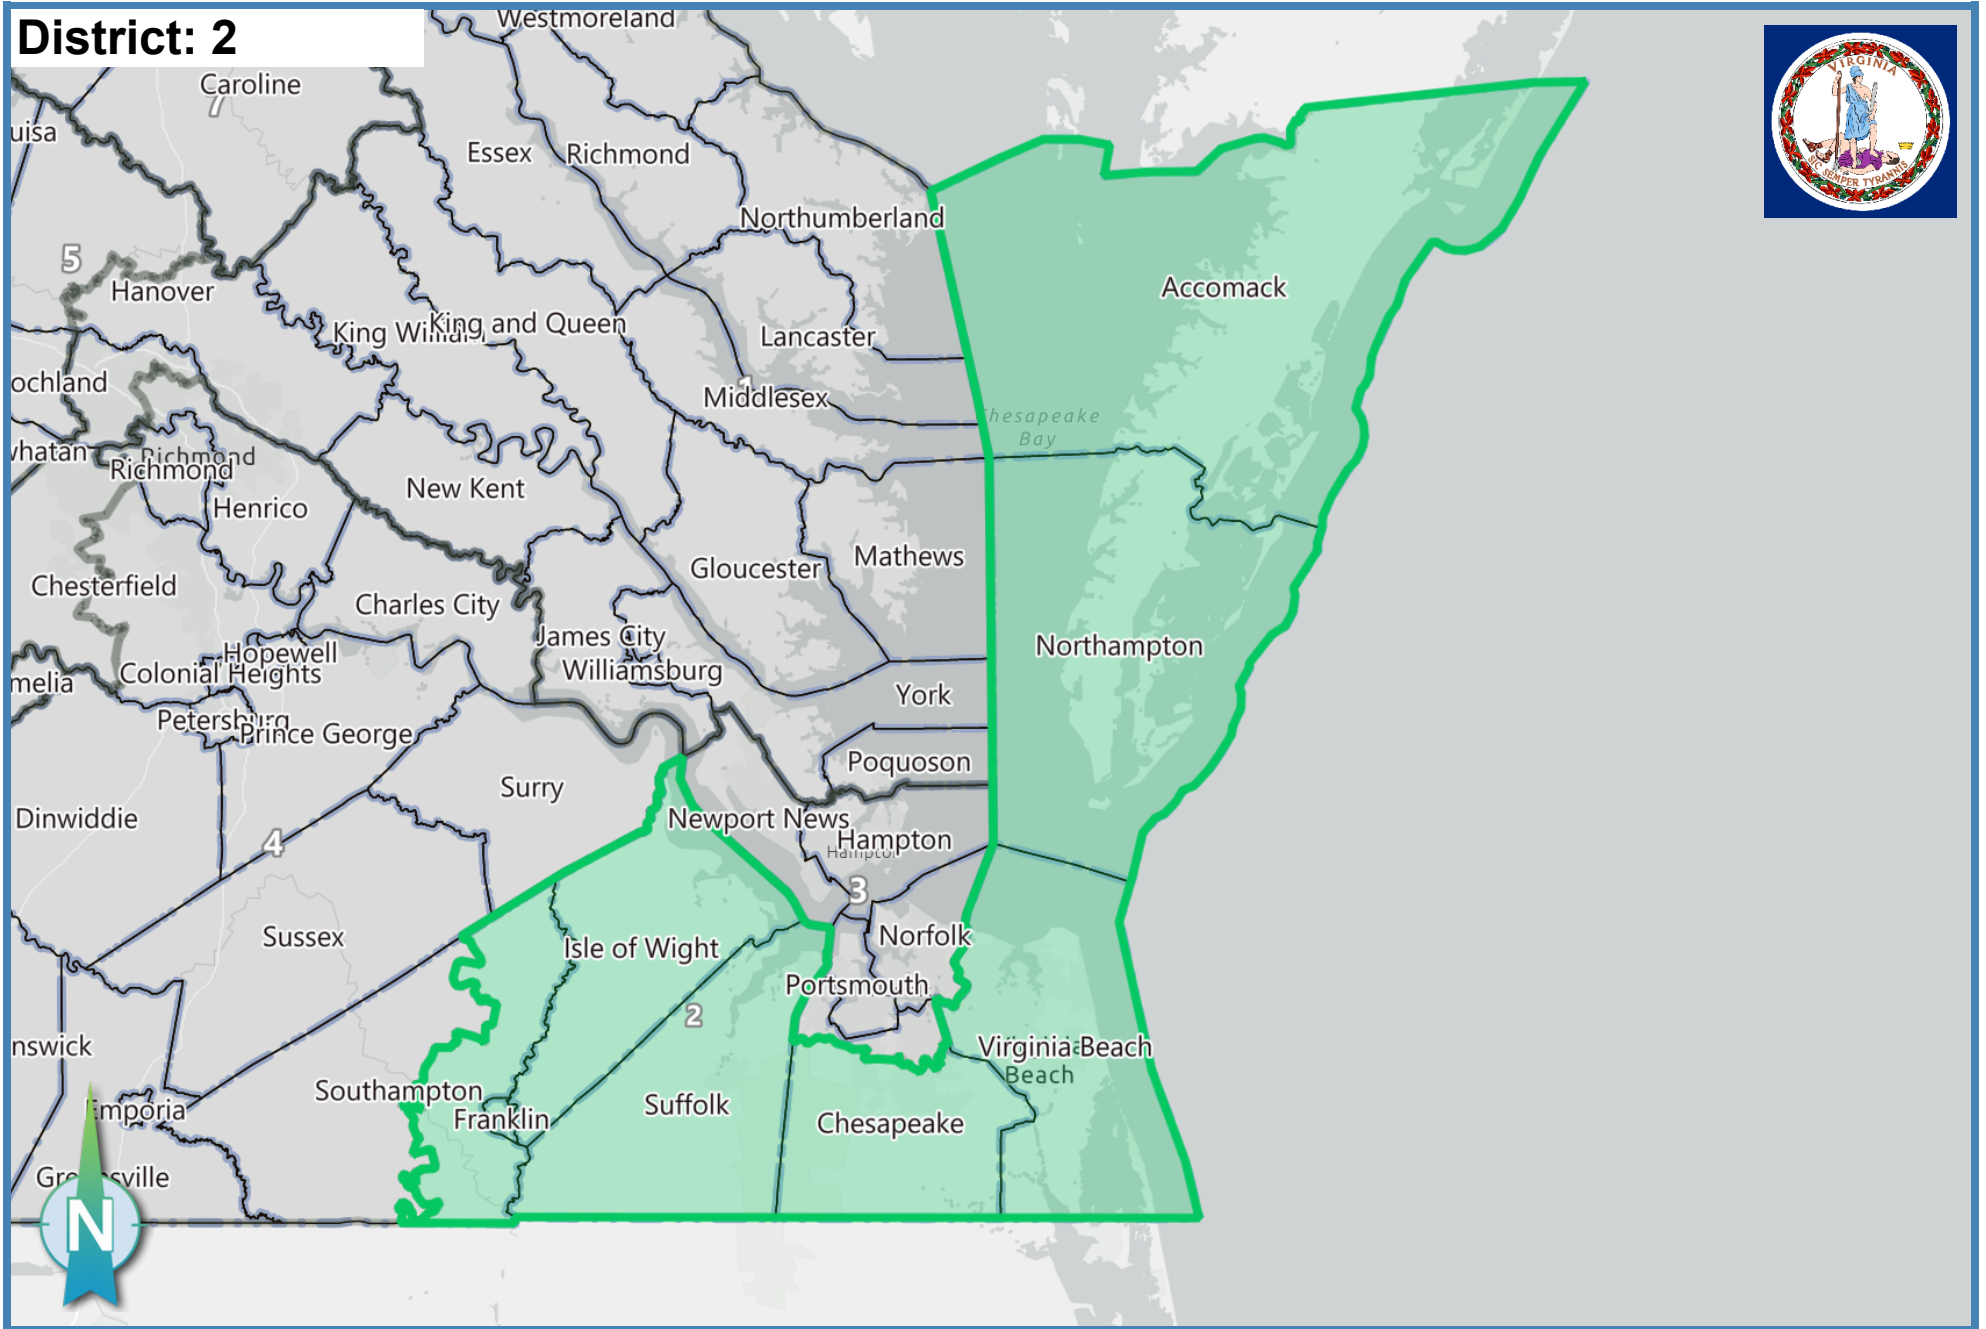 District: 2
Westmoreland
Caroline
7
uisa
Essex
Richmond
VIRGINIA
SIC SEMPER TYRANNIS
Northumberland
5
Hanover
Accomack
King William
King and Queen
Lancaster
ochland
Middlesex
1
Chesapeake
Bay
whatan
Richmond
Richmond
Henrico
New Kent
Gloucester
Mathews
Chesterfield
Charles City
James City
Northampton
Hopewell
Colonial Heights
Williamsburg
melia
York
Petersburg
Prince George
Poquoson
Surry
Dinwiddie
Newport News
Hampton
Hampton
4
3
Sussex
Isle of Wight
Norfolk
Portsmouth
2
nswick
Virginia Beach
Beach
Southampton
Emporia
Franklin
Suffolk
Chesapeake
Greensville
N